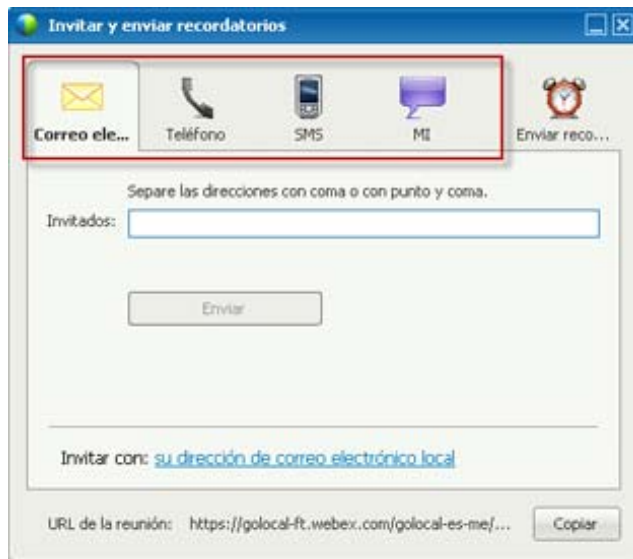 Invitar y enviar recordatorios
Correo ele... Teléfono SMS MI Enviar reco...
Separe las direcciones con coma o con punto y coma.
Invitados:
Enviar
Invitar con: su dirección de correo electrónico local
URL de la reunión: https://golocal-ft.webex.com/golocal-es-me/... Copiar